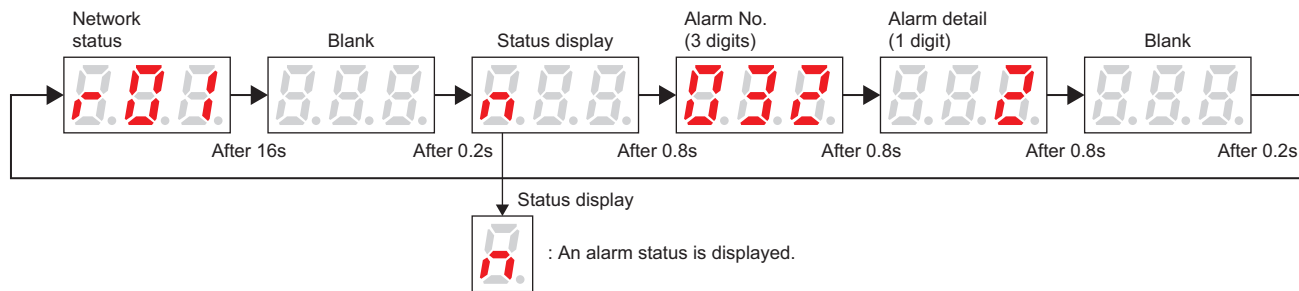 Network
status
Blank
Status display
Alarm No.
(3 digits)
Alarm detail
(1 digit)
Blank
r 01
n
032
2
After 16s
After 0.2s
After 0.8s
After 0.8s
After 0.8s
After 0.2s
Status display
n
: An alarm status is displayed.